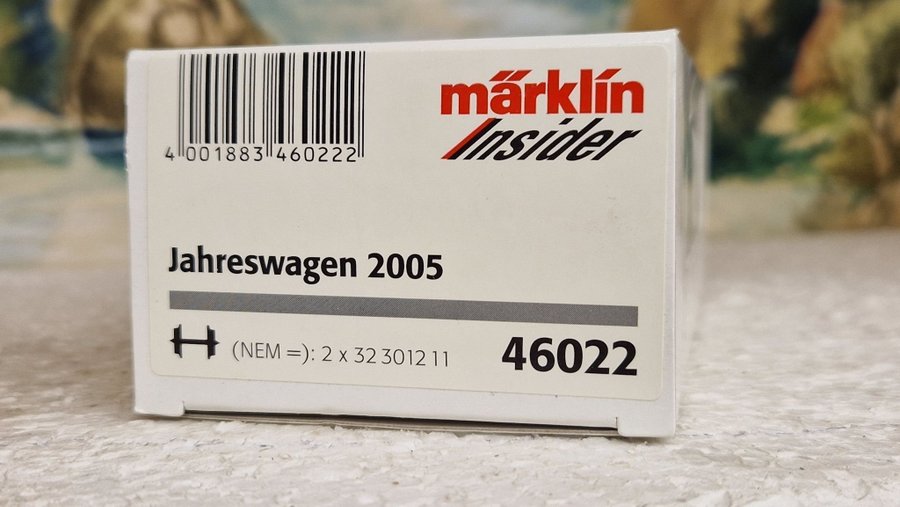 4 001883 460222
märklin
Insider
Jahreswagen 2005
(NEM =): 2 x 32 3012 11
46022